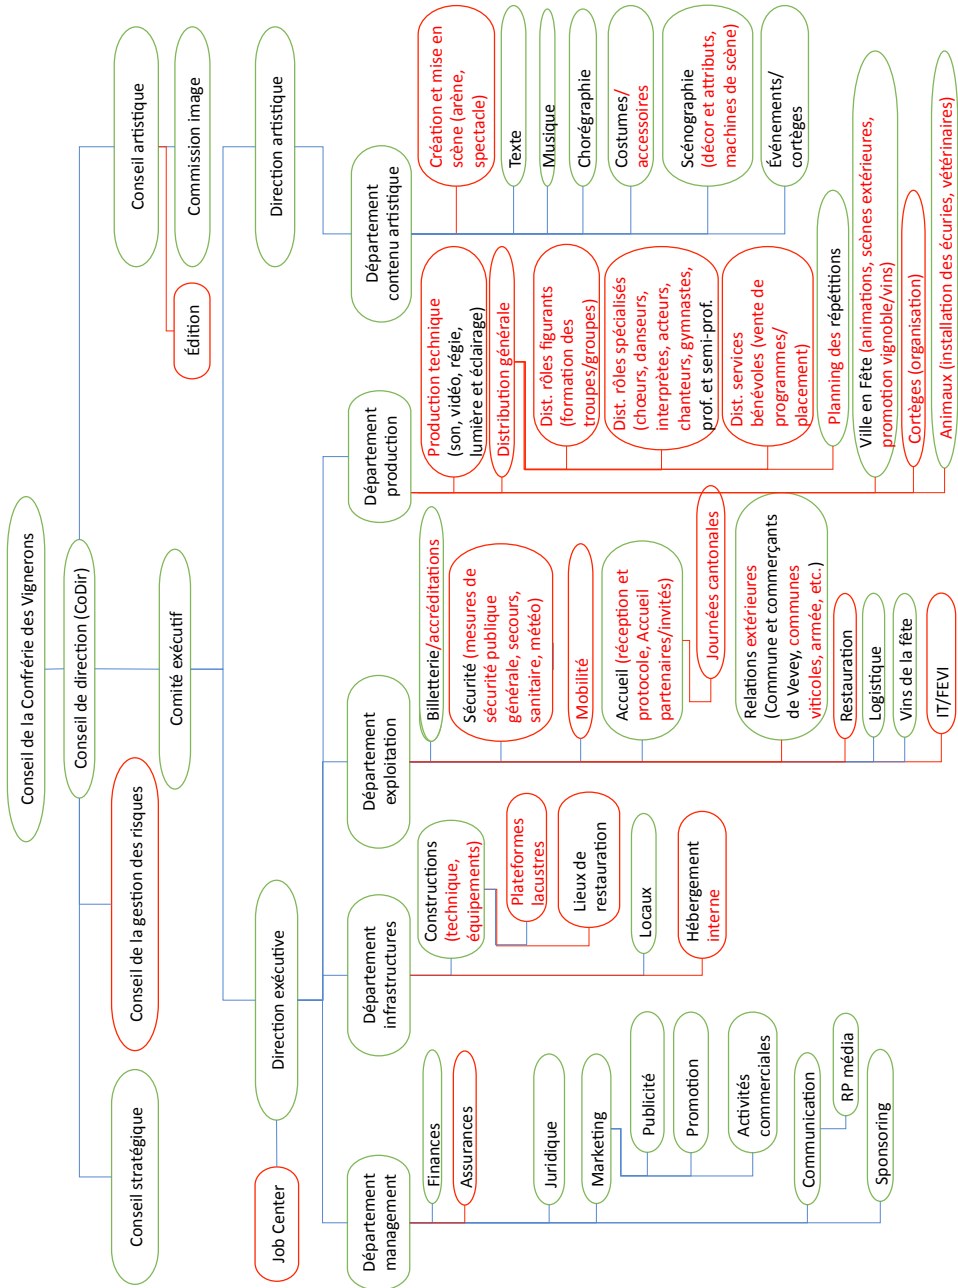 Conseil de la Confrérie des Vignerons
Conseil de direction (CoDir)
Conseil stratégique
Conseil de la gestion des risques
Comité exécutif
Conseil artistique
Édition
Commission image
Job Center
Direction exécutive
Direction artistique
Département
management
Finances
Assurances
Juridique
Marketing
Publicité
Promotion
Activités
commerciales
Communication
RP média
Sponsoring
Département
infrastructures
Constructions
(technique,
équipements)
Plateformes
lacustres
Lieux de
restauration
Locaux
Hébergement
interne
Département
exploitation
Billetterie/accréditations
Sécurité (mesures de
sécurité publique
générale, secours,
sanitaire, météo)
Mobilité
Accueil (réception et
protocole, Accueil
partenaires/invités)
Journées cantonales
Relations extérieures
(Commune et commerçants
de Vevey, communes
viticoles, armée, etc.)
Restauration
Logistique
Vins de la fête
IT/FEVI
Département
production
Production technique
(son, vidéo, régie,
lumière et éclairage)
Distribution générale
Dist. rôles figurants
(formation des
troupes/groupes)
Dist. rôles spécialisés
(chœurs, danseurs,
interprètes, acteurs,
chanteurs, gymnastes,
prof. et semi-prof.
Dist. services
bénévoles (vente de
programmes/
placement)
Planning des répétitions
Ville en Fête (animations, scènes extérieures,
promotion vignoble/vins)
Cortèges (organisation)
Animaux (installation des écuries, vétérinaires)
Département
contenu artistique
Création et mise en
scène (arène,
spectacle)
Texte
Musique
Chorégraphie
Costumes/
accessoires
Scénographie
(décor et attributs,
machines de scène)
Événements/
cortèges